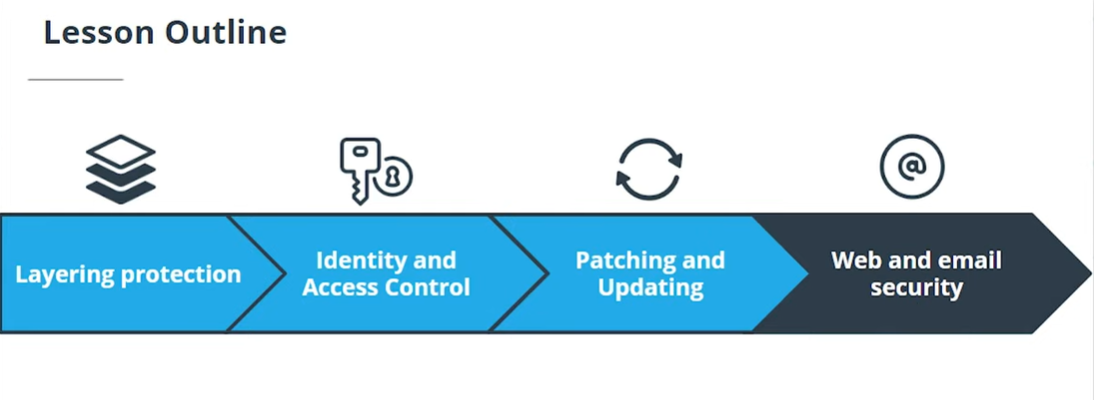 Lesson Outline
@
Layering protection
Identity and
Access Control
Patching and
Updating
Web and email
security